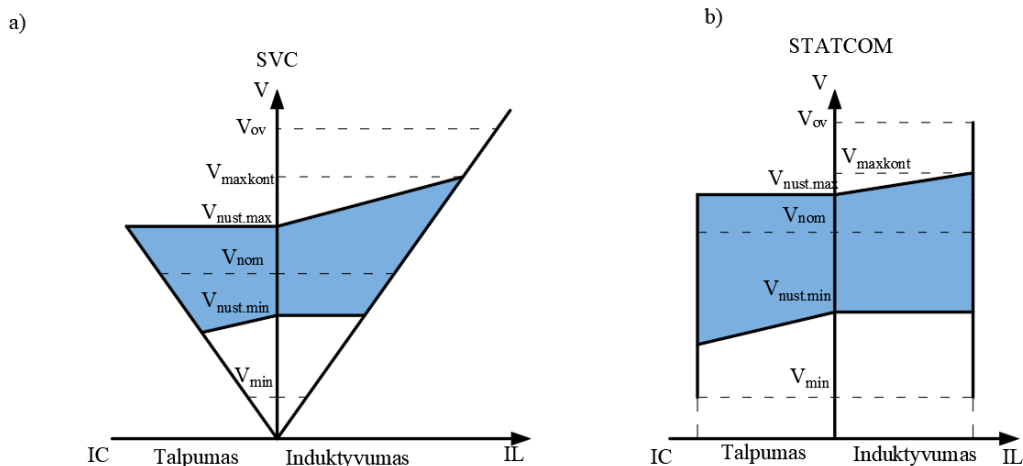 a)
SVC
V
Vov
Vmaxkont
Vnust.max
Vnom
Vnust.min
Vmin
IC
Talpumas
Induktyvumas
IL
b)
STATCOM
V
Vov
Vmaxkont
Vnust.max
Vnom
Vnust.min
Vmin
IC
Talpumas
Induktyvumas
IL